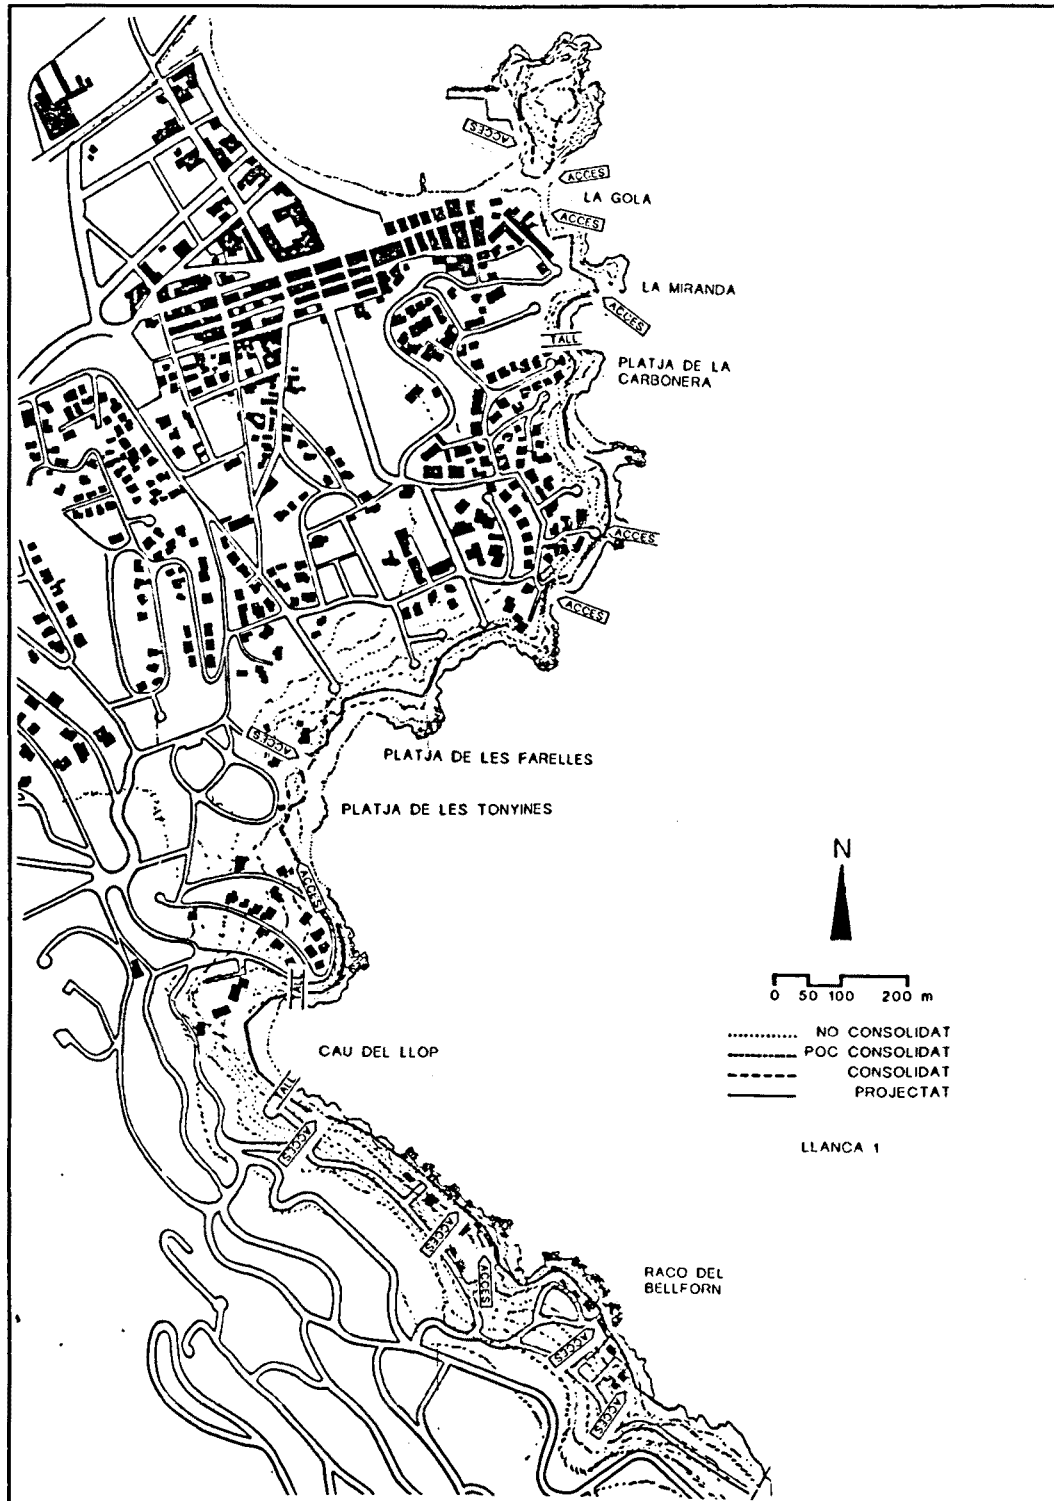 ACCES
ACCES
LA GOLA
ACCES
LA MIRANDA
ACCES
TALL
PLATJA DE LA
CARBONERA
ACCES
ACCES
ACCES
PLATJA DE LES FARELLES
PLATJA DE LES TONYINES
ACCES
N
TALL
0 50 100 200 m
NO CONSOLIDAT
POC CONSOLIDAT
CONSOLIDAT
PROJECTAT
CAU DEL LLOP
TALL
ACCES
LLANCA 1
ACCES
ACCES
RACO DEL
BELLFORN
ACCES
ACCES